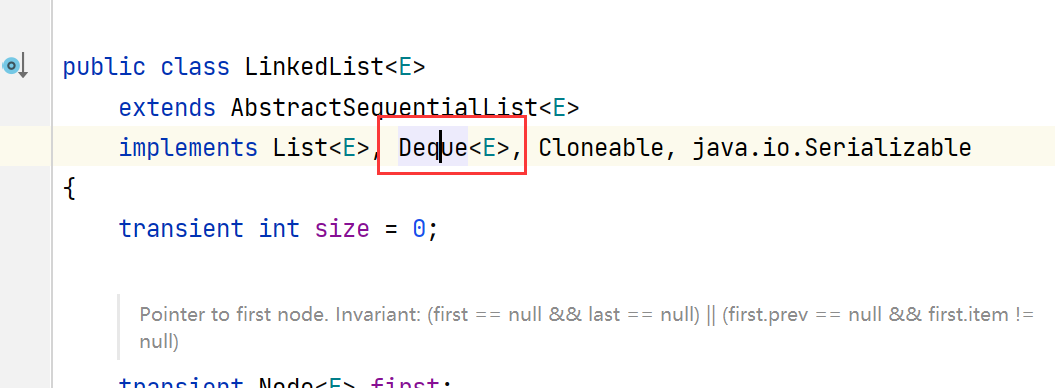 public class LinkedList<E>
extends AbstractSequentialList<E>
implements List<E>, Deque<E>, Cloneable, java.io.Serializable
{
transient int size = 0;
Pointer to first node. Invariant: (first == null && last == null) || (first.prev == null && first.item !=
null)
transient Node<E> first;